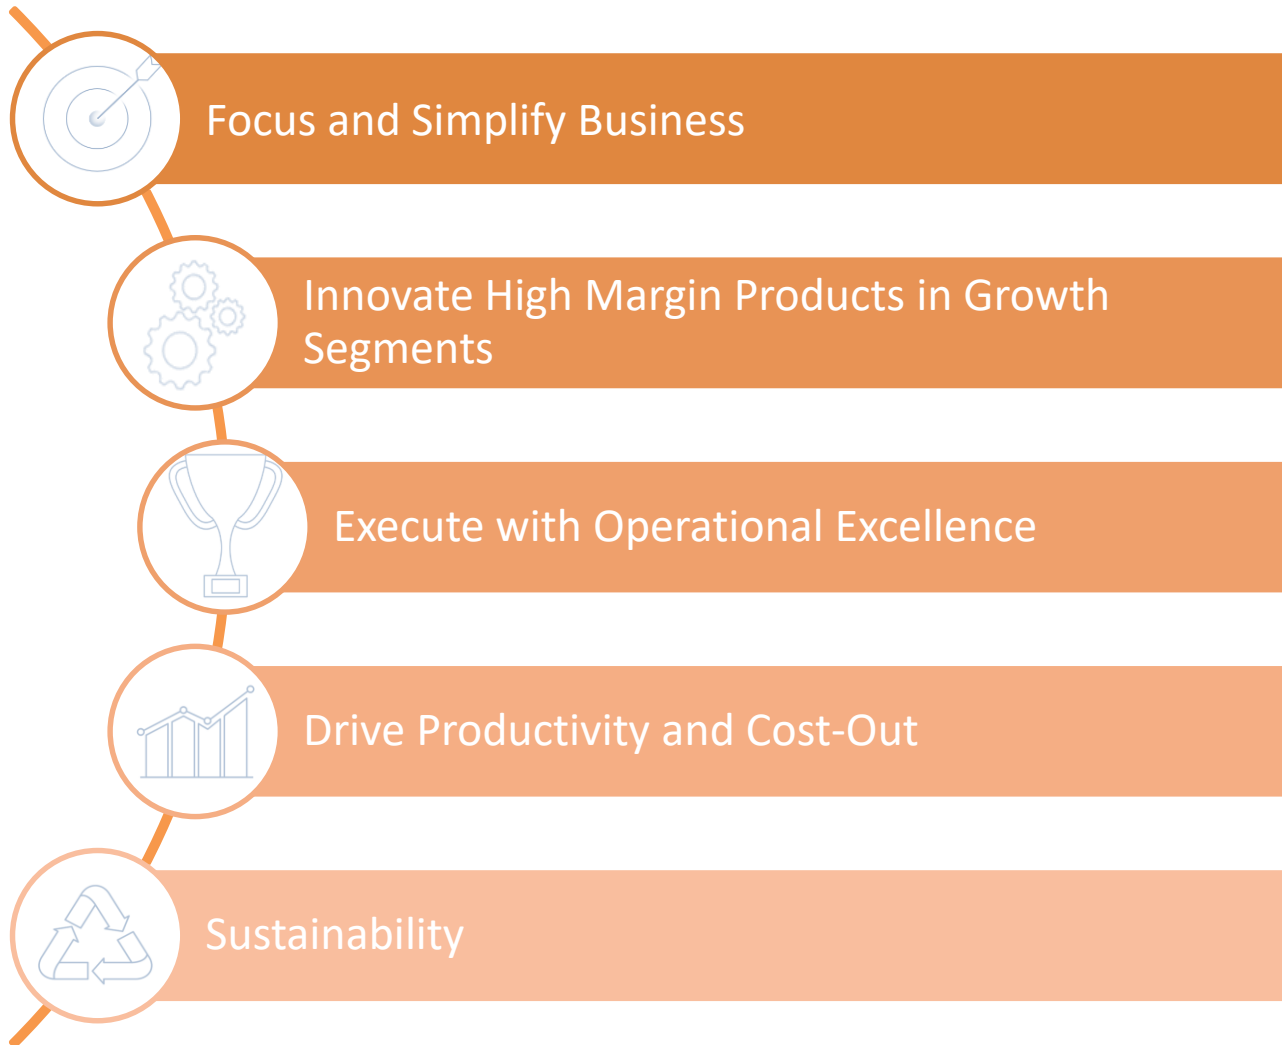 Focus and Simplify Business
Innovate High Margin Products in Growth
Segments
Execute with Operational Excellence
Drive Productivity and Cost-Out
Sustainability